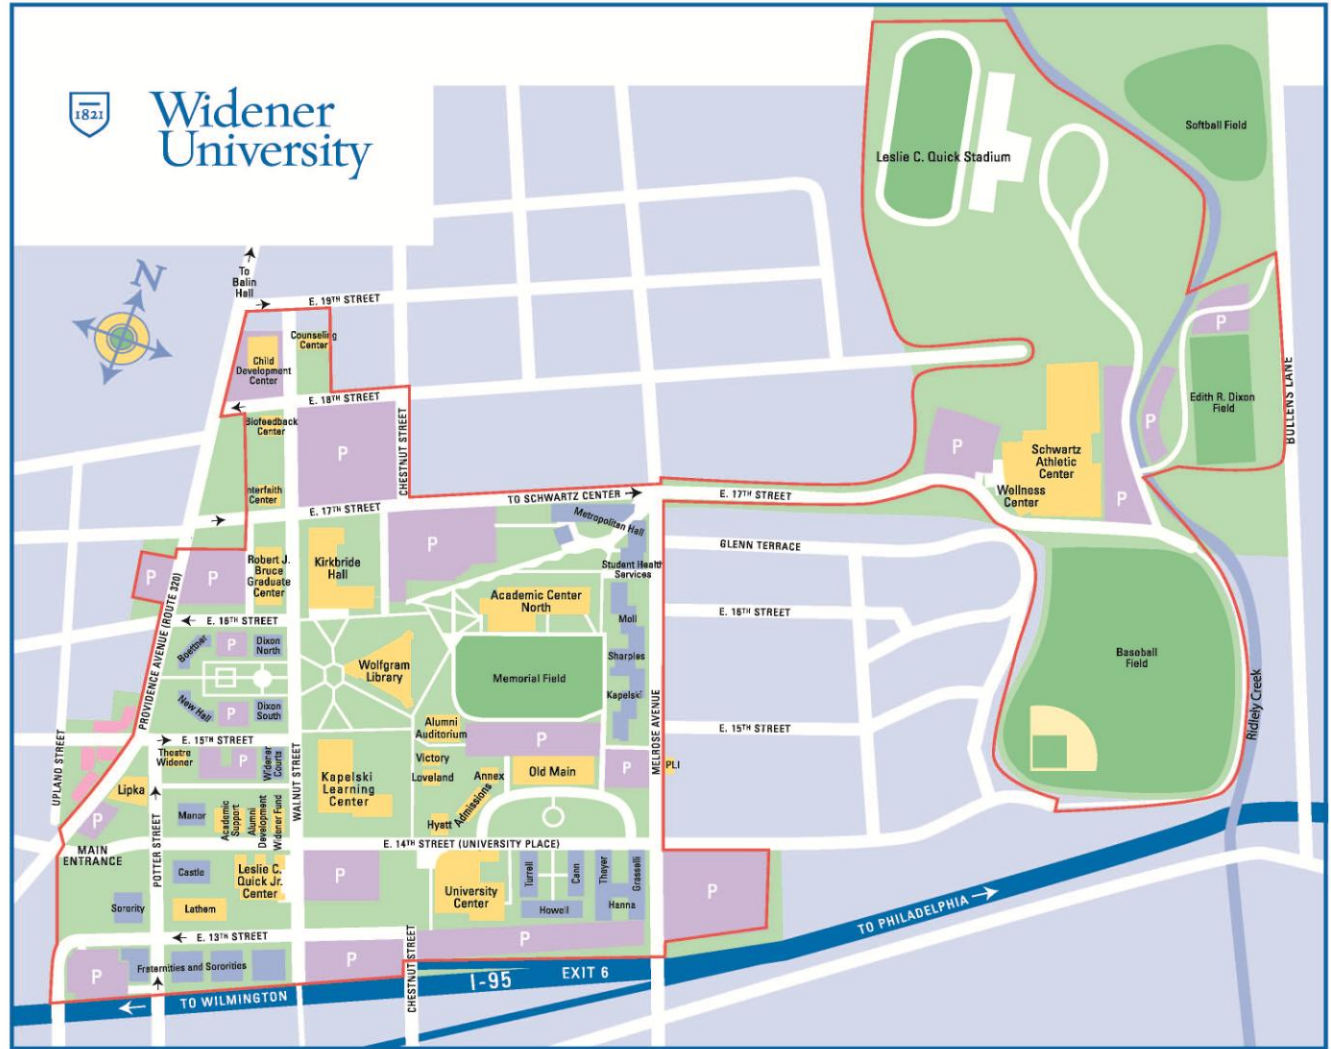 1821
Widener
University
N
To
Balin
Hall
E. 19TH STREET
Counseling
Center
Child
Development
Center
E. 18TH STREET
Biofeedback
Center
P
CHESTNUT STREET
nterfaith
Center
E. 17TH STREET
TO SCHWARTZ CENTER
E. 17TH STREET
Leslie C. Quick Stadium
Softball Field
P
Edith R. Dixon
Field
BULLENS LANE
P
P
P
Schwartz
Athletic
Center
Wellness
Center
Metropolitan Hall
GLENN TERRACE
Student Health
Services
P
P
P
Robert J.
Bruce
Graduate
Center
Kirkbride
Hall
Academic Center
North
E. 16TH STREET
Moll
E. 18TH STREET
PROVIDENCE AVENUE (ROUTE 320)
Boettner
P
Dixon
North
Wolfgram
Library
Memorial Field
Sharples
Kapelski
Baseball
Field
Ridlely Creek
New Hall
P
Dixon
South
Alumni
Auditorium
P
E. 15TH STREET
MELROSE AVENUE
E. 15TH STREET
UPLAND STREET
Theatre
Widener
P
Widener
Courts
WALNUT STREET
Victory
Loveland
Annex
Admissions
Old Main
P
PLI
Lipka
Kapelski
Learning
Center
Hyatt
P
MAIN
ENTRANCE
POTTER STREET
Manor
Academic
Support
Alumni
Development
Widener Fund
E. 14TH STREET (UNIVERSITY PLACE)
Castle
Leslie C.
Quick Jr.
Center
P
University
Center
Turrell
Cann
Thayer
Grasselli
P
Sorority
Lathem
Howell
Hanna
E. 13TH STREET
P
P
P
Fraternities and Sororities
CHESTNUT STREET
TO PHILADELPHIA
I-95
EXIT 6
TO WILMINGTON